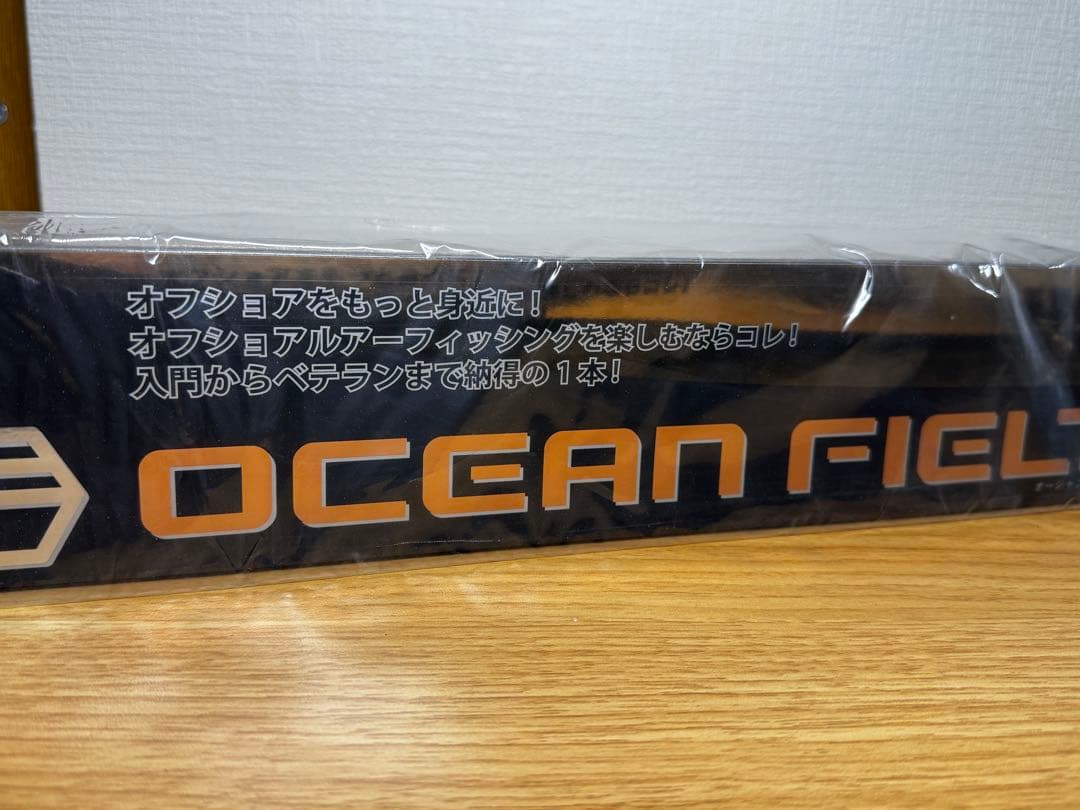 オフショアをもっと身近に！
オフショアルアーフィッシングを楽しむならコレ！
入門からベテランまで納得の１本！
OCEAN FIEL